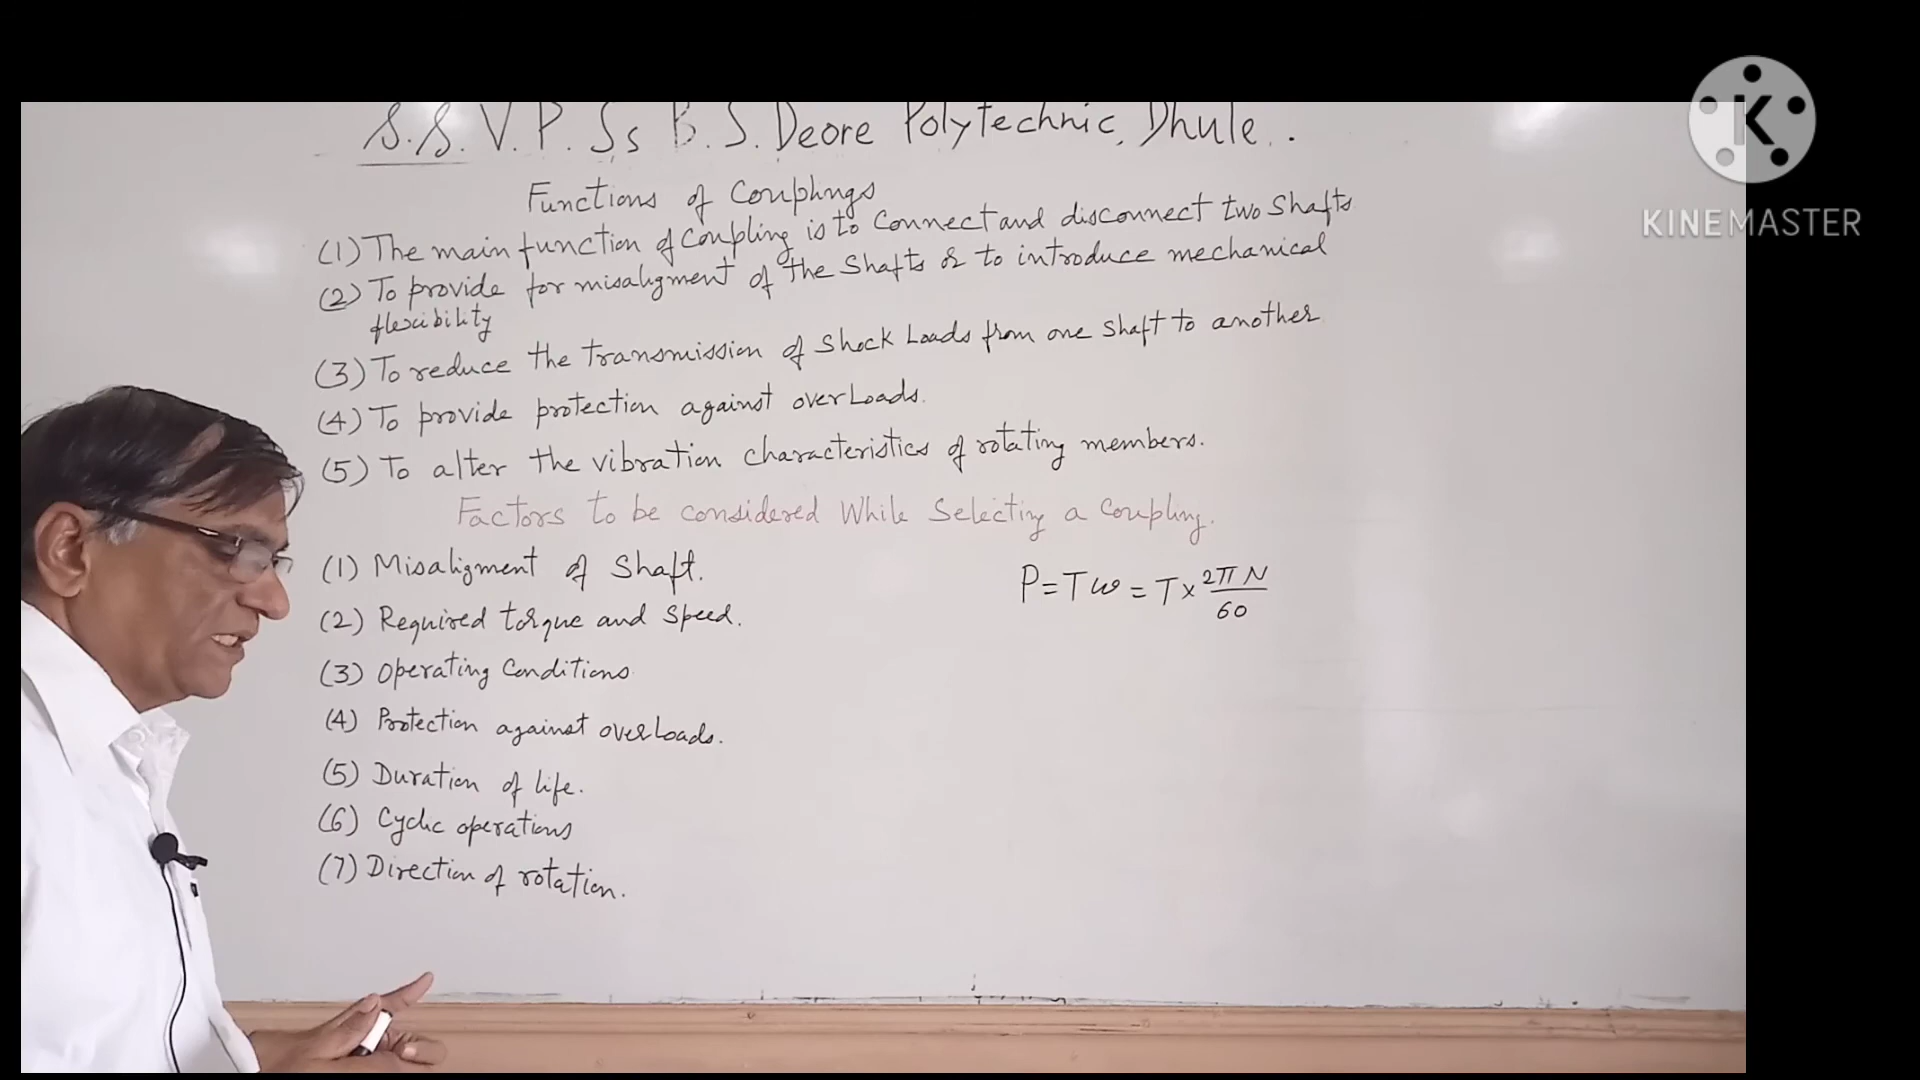 S.S.V.P.Ss B.S. Deore Polytechnic, Dhule.
Functions of Couplings
(1) The main function of coupling is to connect and disconnect two shafts
(2) To provide for misaligment of the shafts or to introduce mechanical
flexibility
(3) To reduce the transmission of shock Loads from one shaft to another
(4) To provide protection against overLoads.
(5) To alter the vibration characteristics of rotating members.
Factors to be considered While Selecting a Coupling.
(1) Misaligment of Shaft.
(2) Required torque and Speed.
(3) Operating Conditions.
(4) Protection against overLoads.
(5) Duration of life.
(6) Cyclic operations
(7) Direction of rotation.
P=Tω = T× 2πN/60
K
KINEMASTER